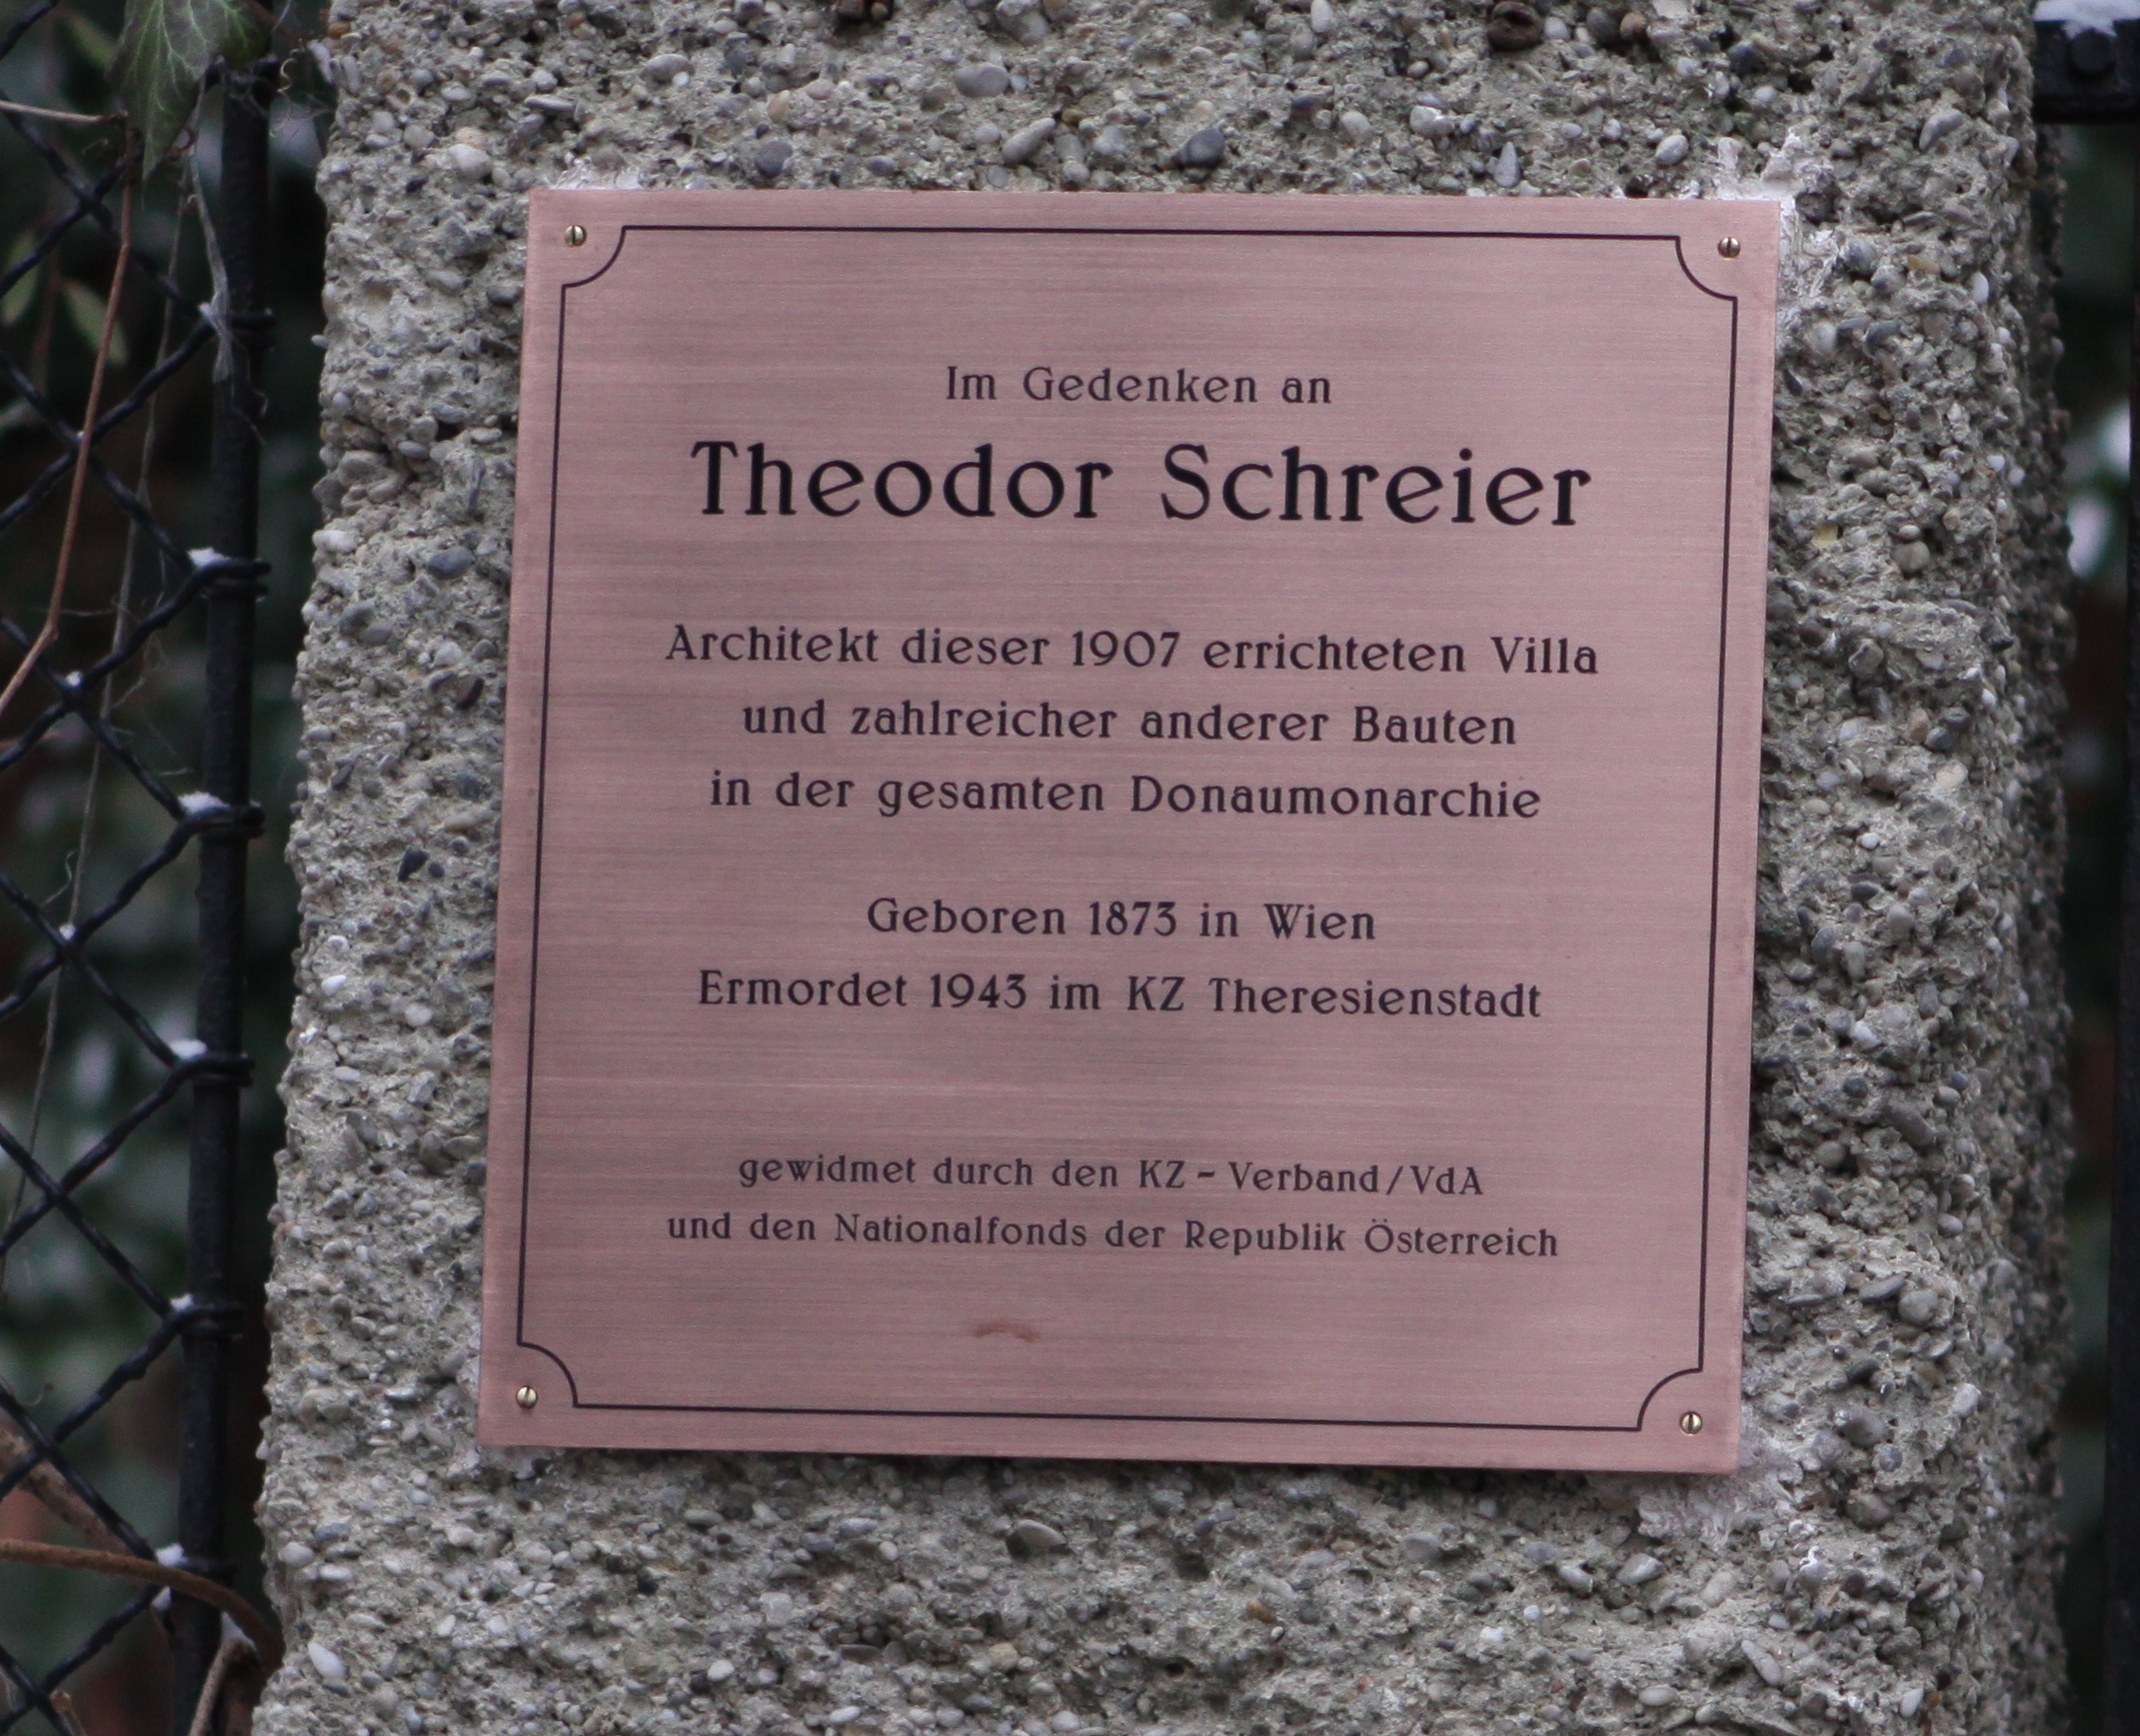 Im Gedenken an
Theodor Schreier
Architekt dieser 1907 errichteten Villa
und zahlreicher anderer Bauten
in der gesamten Donaumonarchie
Geboren 1873 in Wien
Ermordet 1943 im KZ Theresienstadt
gewidmet durch den KZ - Verband/VdA
und den Nationalfonds der Republik Österreich